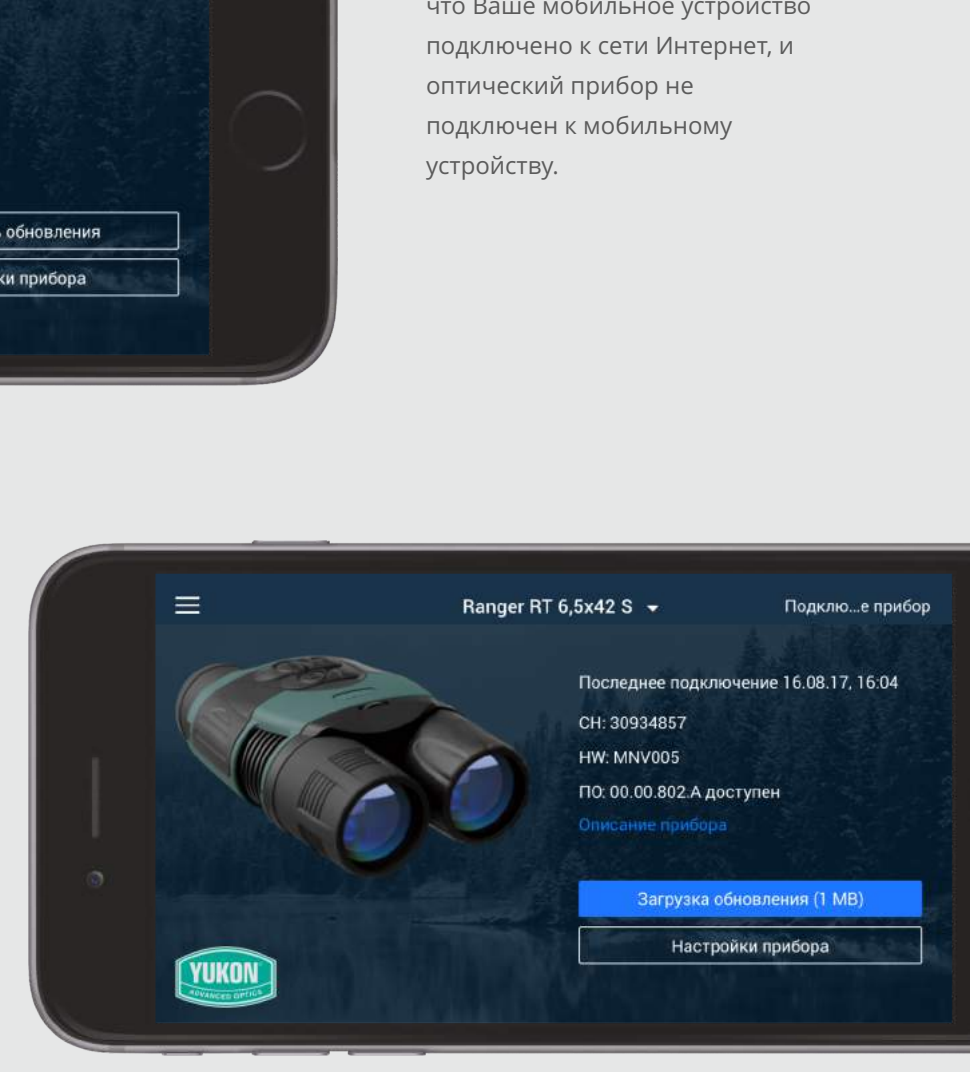 что Ваше мобильное устройство
подключено к сети Интернет, и
оптический прибор не
подключен к мобильному
устройству.
обновления
прибора
Ranger RT 6,5x42 S
Подклю...е прибор
Последнее подключение 16.08.17, 16:04
СН: 30934857
HW: MNV005
ПО: 00.00.802.A доступен
Описание прибора
Загрузка обновления (1 MB)
Настройки прибора
YUKON
ADVANCED OPTICS